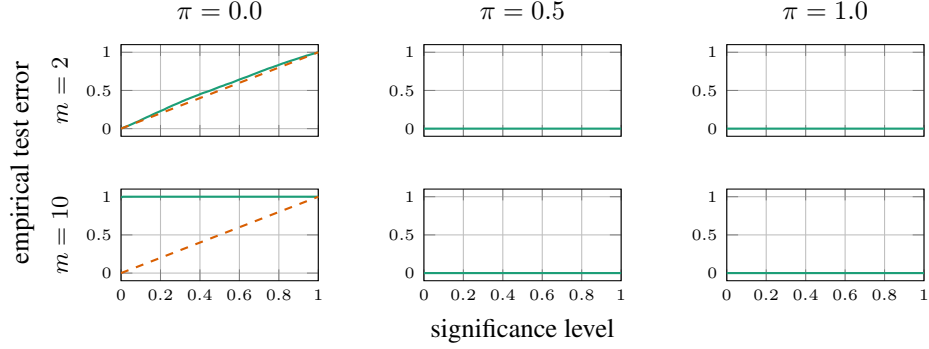 π = 0.0 π = 0.5 π = 1.0
empirical test error
m = 2
1 1 1
0.5 0.5 0.5
0 0 0
m = 10
1 1 1
0.5 0.5 0.5
0 0 0
0 0.2 0.4 0.6 0.8 1 0 0.2 0.4 0.6 0.8 1 0 0.2 0.4 0.6 0.8 1
significance level